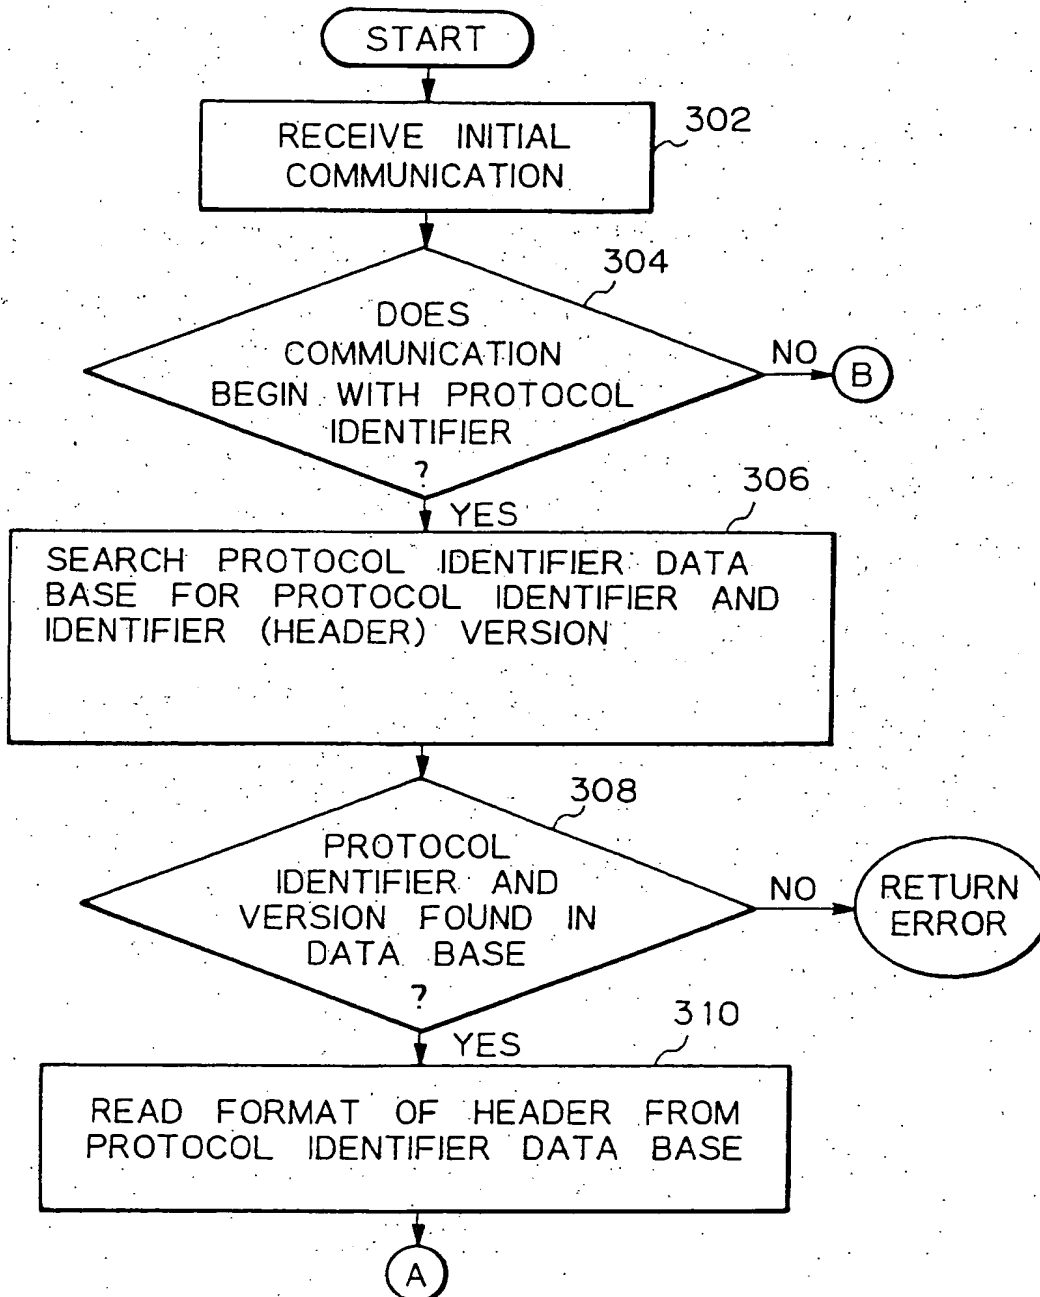 START
RECEIVE INITIAL
COMMUNICATION
302
304
DOES
COMMUNICATION
BEGIN WITH PROTOCOL
IDENTIFIER
?
NO
B
YES
306
SEARCH PROTOCOL IDENTIFIER DATA
BASE FOR PROTOCOL IDENTIFIER AND
IDENTIFIER (HEADER) VERSION
308
PROTOCOL
IDENTIFIER AND
VERSION FOUND IN
DATA BASE
?
NO
RETURN
ERROR
YES
310
READ FORMAT OF HEADER FROM
PROTOCOL IDENTIFIER DATA BASE
A